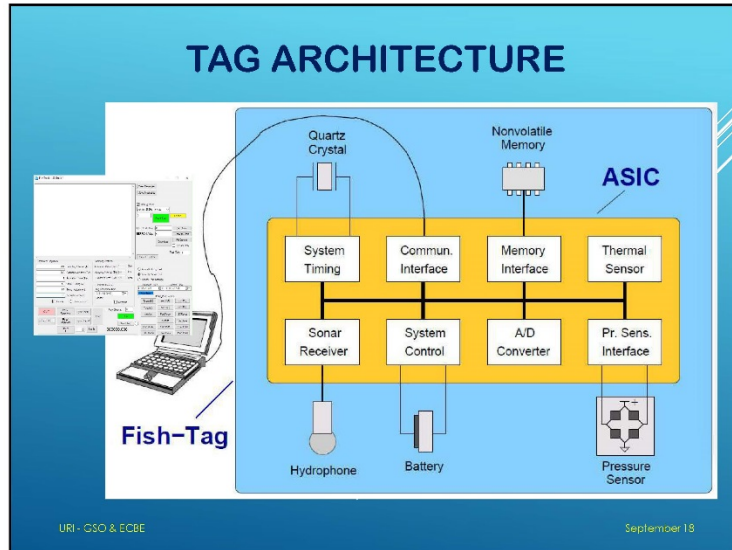 TAG ARCHITECTURE
Quartz
Crystal
Nonvolatile
Memory
ASIC
System
Timing
Commun.
Interface
Memory
Interface
Thermal
Sensor
Sonar
Receiver
System
Control
A/D
Converter
Pr. Sens.
Interface
Fish-Tag
Hydrophone
Battery
Pressure
Sensor
URI - GSO & ECBE
September 18